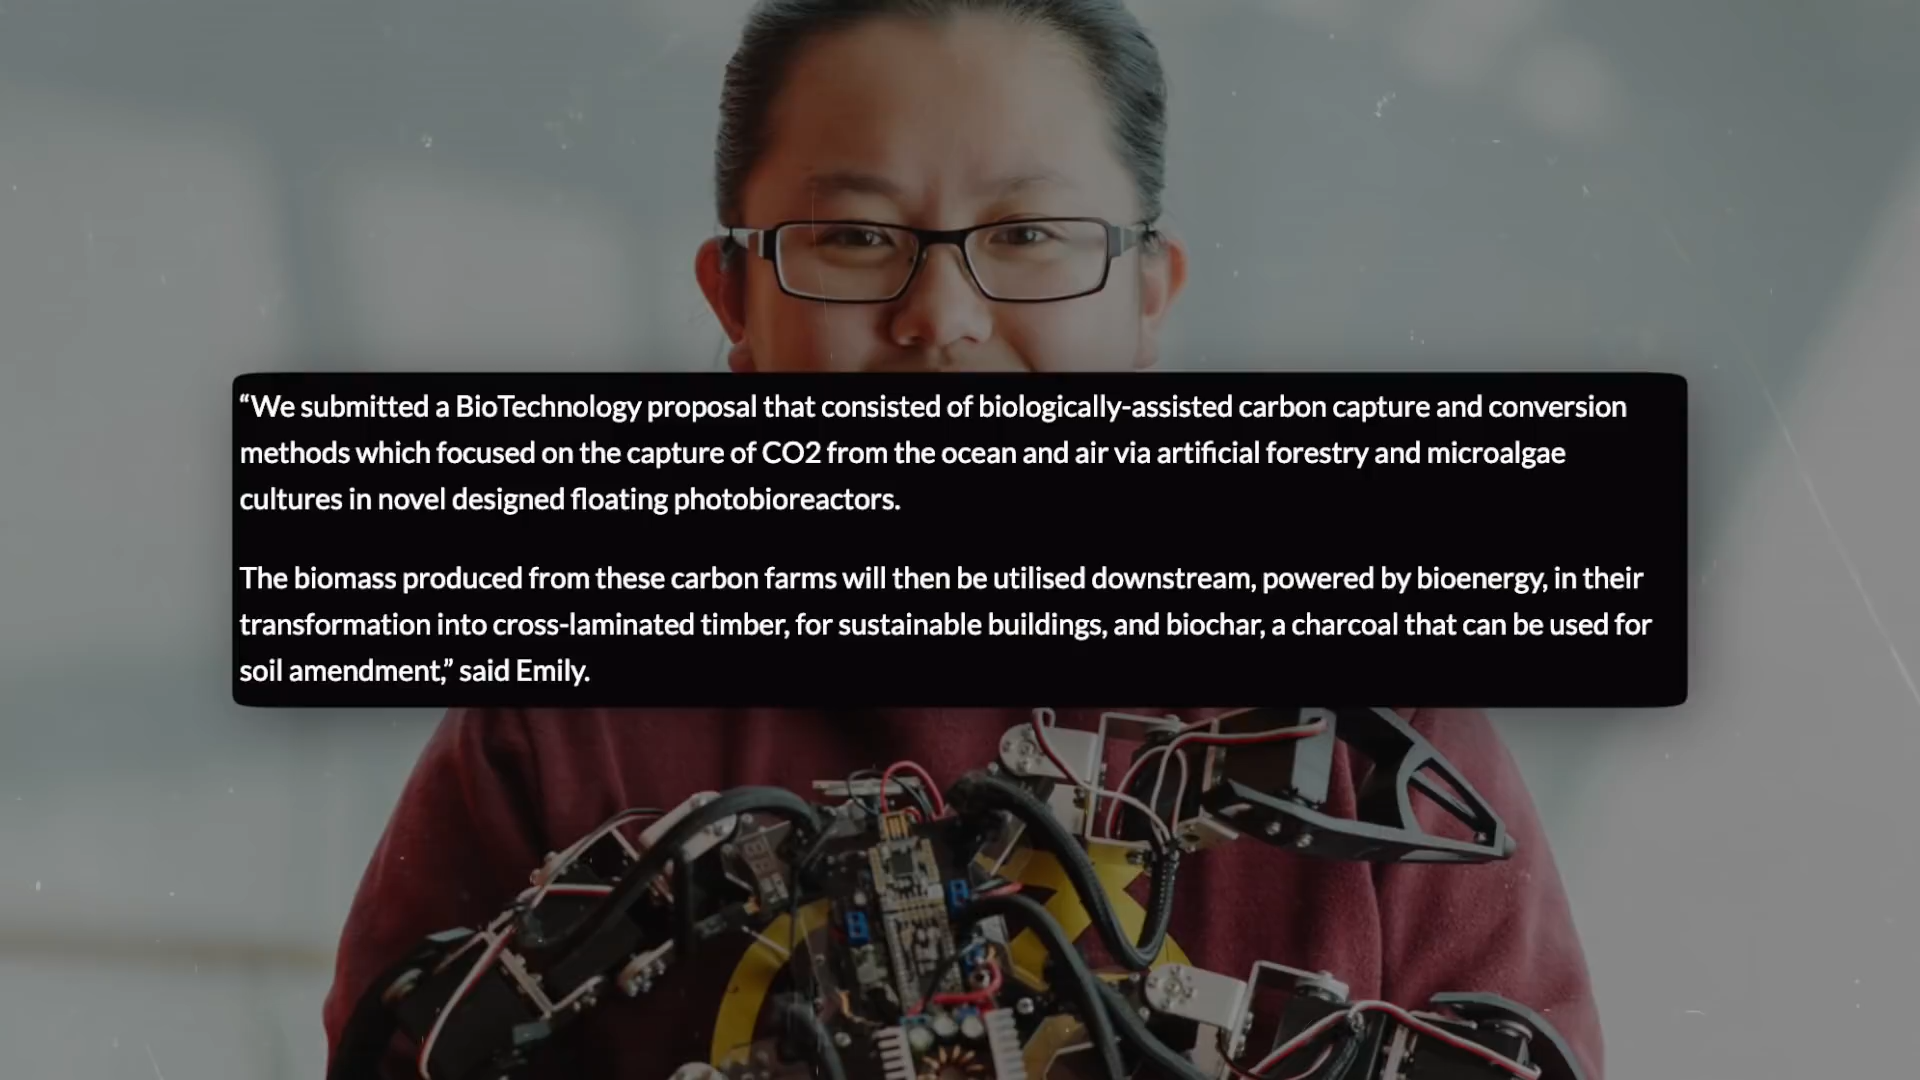 “We submitted a BioTechnology proposal that consisted of biologically-assisted carbon capture and conversion
methods which focused on the capture of CO2 from the ocean and air via artificial forestry and microalgae
cultures in novel designed floating photobioreactors.
The biomass produced from these carbon farms will then be utilised downstream, powered by bioenergy, in their
transformation into cross-laminated timber, for sustainable buildings, and biochar, a charcoal that can be used for
soil amendment,” said Emily.